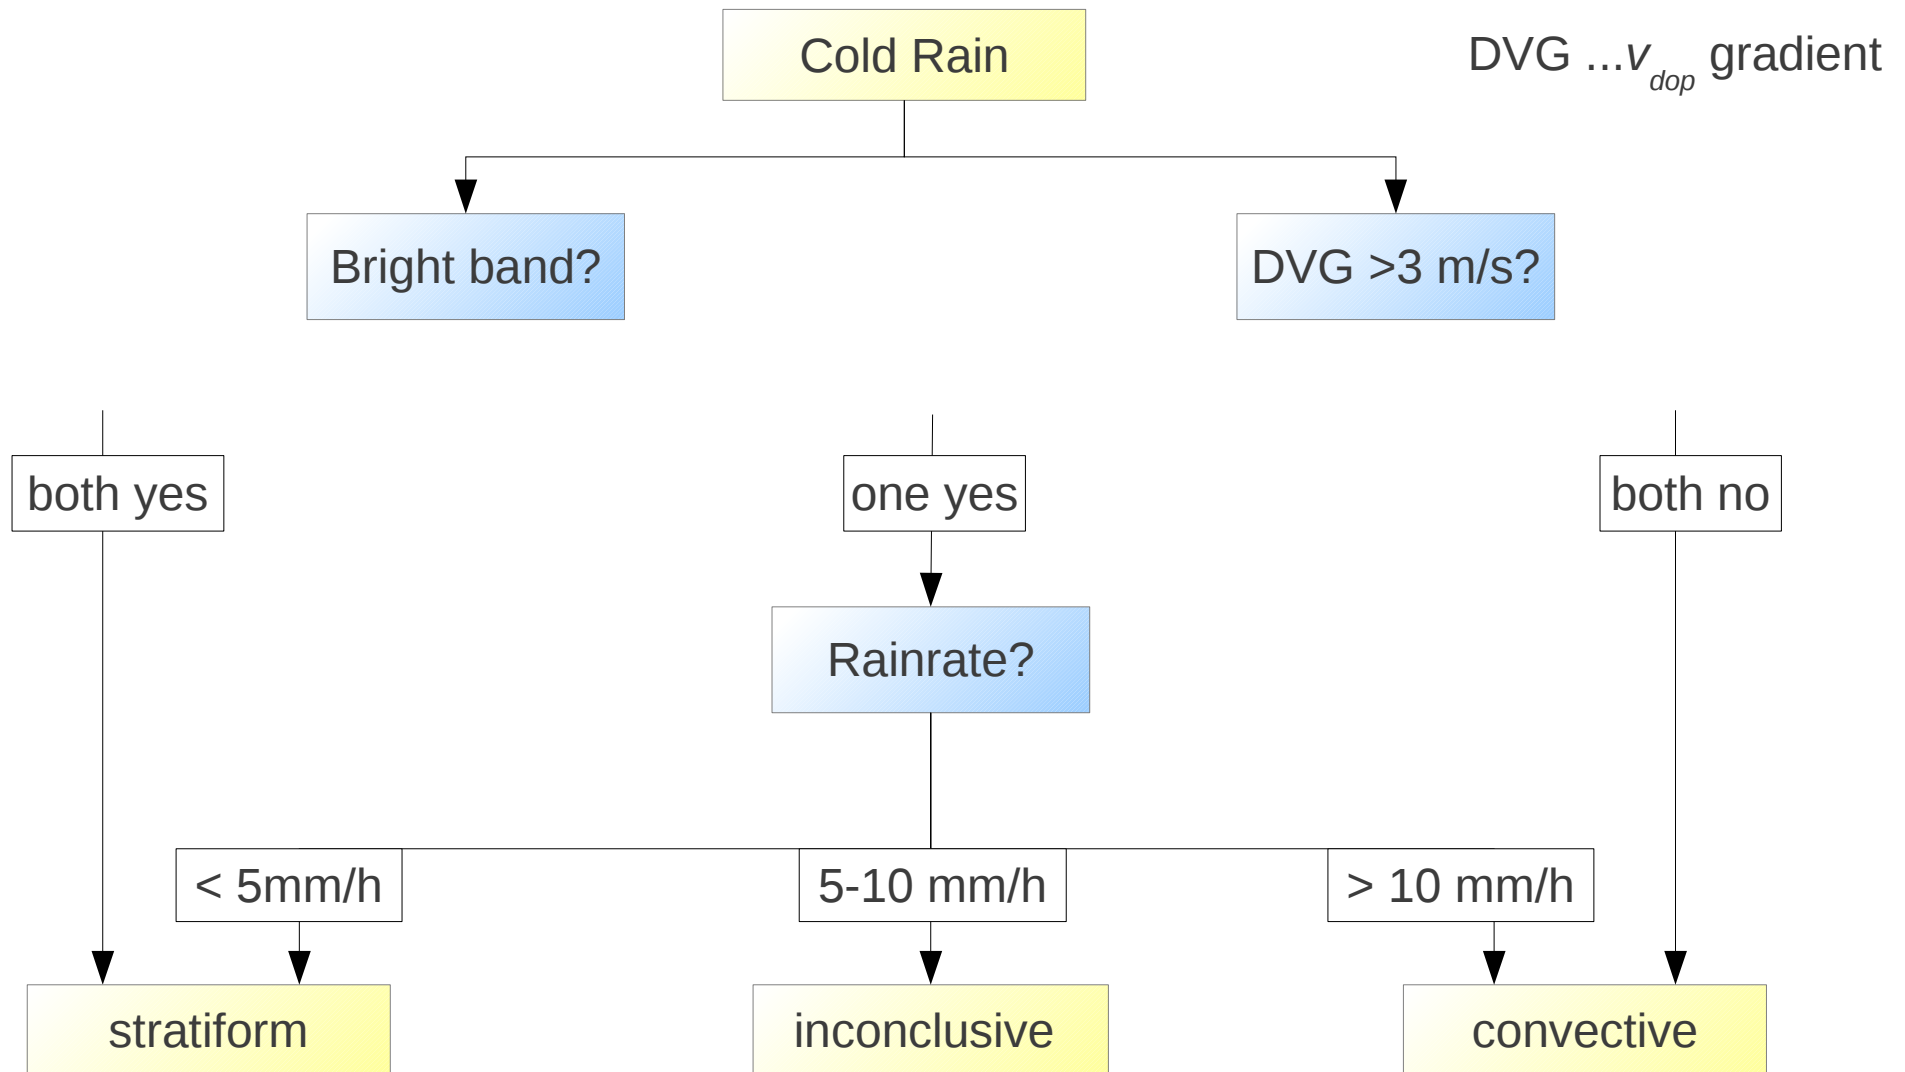 Cold Rain
DVG ...v_dop gradient
Bright band?
DVG >3 m/s?
both yes
one yes
both no
Rainrate?
< 5mm/h
5-10 mm/h
> 10 mm/h
stratiform
inconclusive
convective